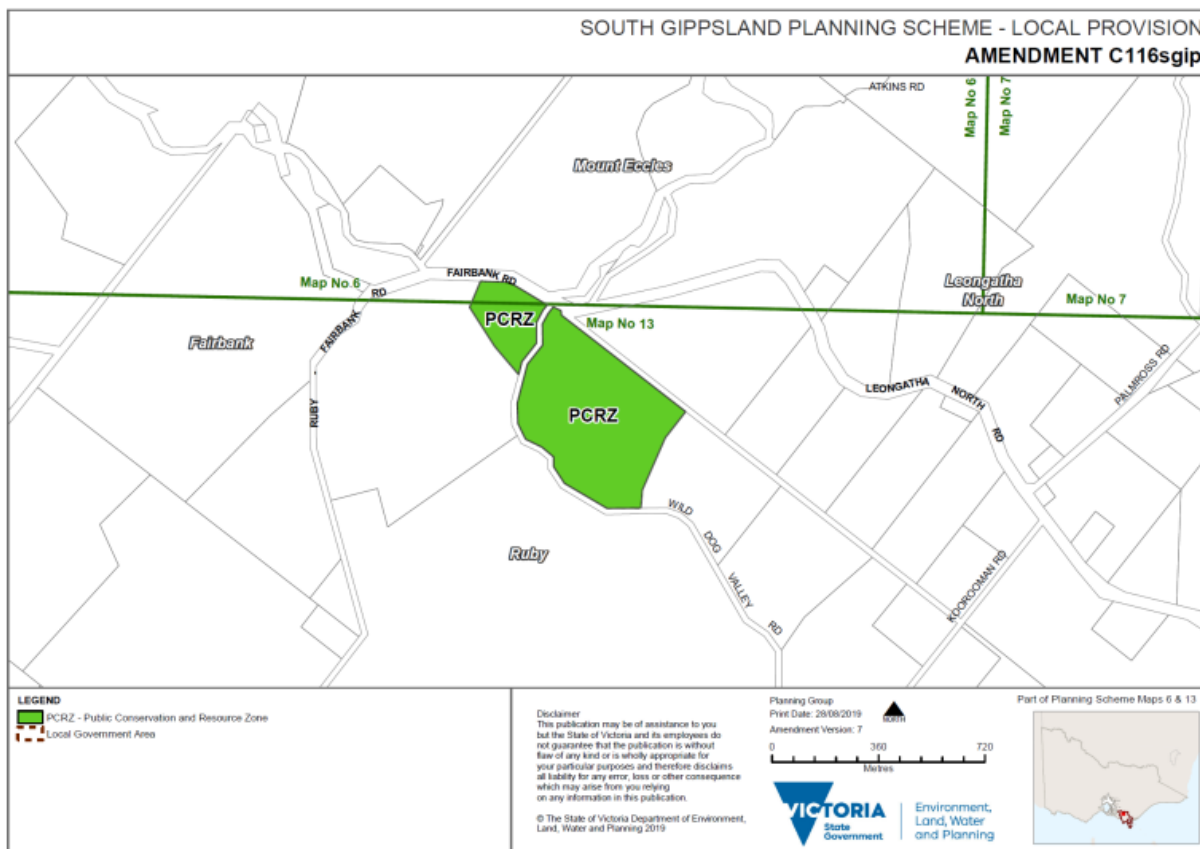 SOUTH GIPPSLAND PLANNING SCHEME - LOCAL PROVISION
AMENDMENT C116sgip
ATKINS RD
Map No 6
Map No 7
Mount Eccles
FAIRBANK RD
Map No.6
RD
Leongatha
North
Map No 7
PCRZ
Map No 13
FAIRBANK
Fairbank
PALMROSS RD
LEONGATHA
NORTH
RD
RUBY
PCRZ
WILD
DOG
VALLEY
RD
Ruby
KOOROOMAN RD
LEGEND
PCRZ - Public Conservation and Resource Zone
Local Government Area
Disclaimer
This publication may be of assistance to you
but the State of Victoria and its employees do
not guarantee that the publication is without
flaw of any kind or is wholly appropriate for
your particular purposes and therefore disclaims
all liability for any error, loss or other consequence
which may arise from you relying
on any information in this publication.
© The State of Victoria Department of Environment,
Land, Water and Planning 2019
Planning Group
Print Date: 28/08/2019
Amendment Version: 7
NORTH
0 360 720
Metres
VICTORIA
State
Government
Environment,
Land, Water
and Planning
Part of Planning Scheme Maps 6 & 13